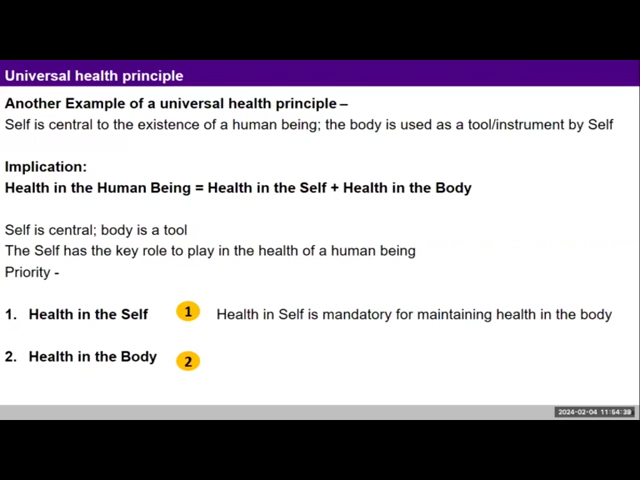 Universal health principle
Another Example of a universal health principle –
Self is central to the existence of a human being; the body is used as a tool/instrument by Self
Implication:
Health in the Human Being = Health in the Self + Health in the Body
Self is central; body is a tool
The Self has the key role to play in the health of a human being
Priority -
1. Health in the Self 1 Health in Self is mandatory for maintaining health in the body
2. Health in the Body 2
2024-02-04 11:54:39